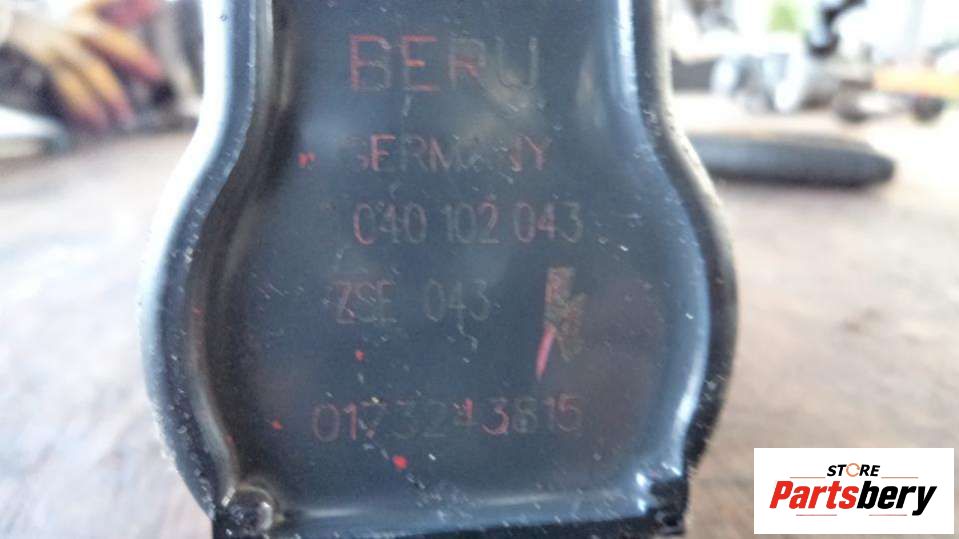 BERU
GERMANY
040 102 043
ZSE 043
0173243815
STORE
Partsbery